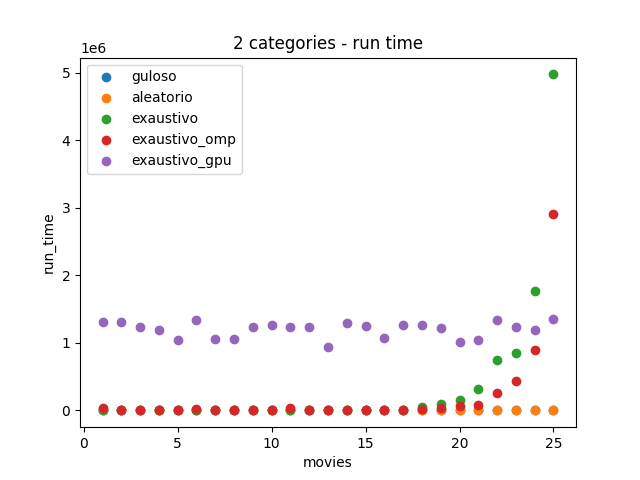 2 categories - run time
1e6
guloso
aleatorio
exaustivo
exaustivo_omp
exaustivo_gpu
run_time
5
4
3
2
1
0
0
5
10
15
20
25
movies